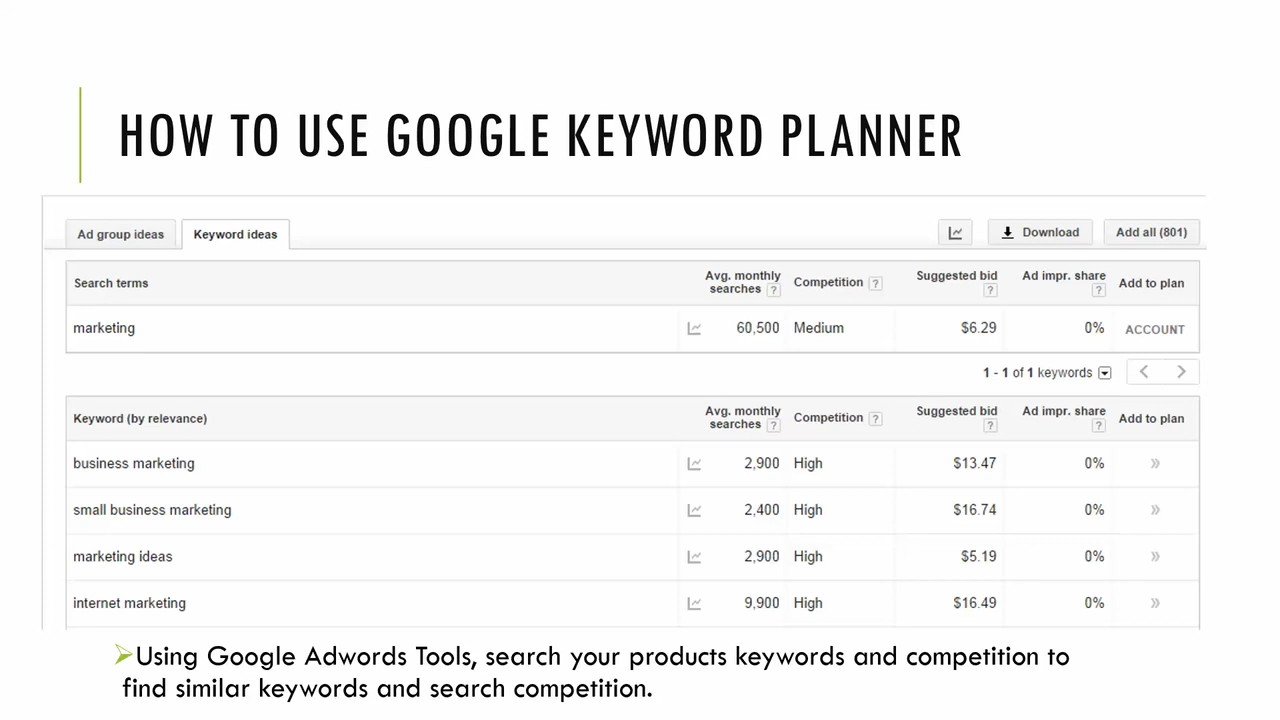 HOW TO USE GOOGLE KEYWORD PLANNER
Ad group ideas Keyword ideas Download Add all (801)
Search terms Avg. monthly searches ? Competition ? Suggested bid ? Ad impr. share ? Add to plan
marketing 60,500 Medium $6.29 0% ACCOUNT
1 - 1 of 1 keywords
Keyword (by relevance) Avg. monthly searches ? Competition ? Suggested bid ? Ad impr. share ? Add to plan
business marketing 2,900 High $13.47 0% »
small business marketing 2,400 High $16.74 0% »
marketing ideas 2,900 High $5.19 0% »
internet marketing 9,900 High $16.49 0% »
Using Google Adwords Tools, search your products keywords and competition to
find similar keywords and search competition.